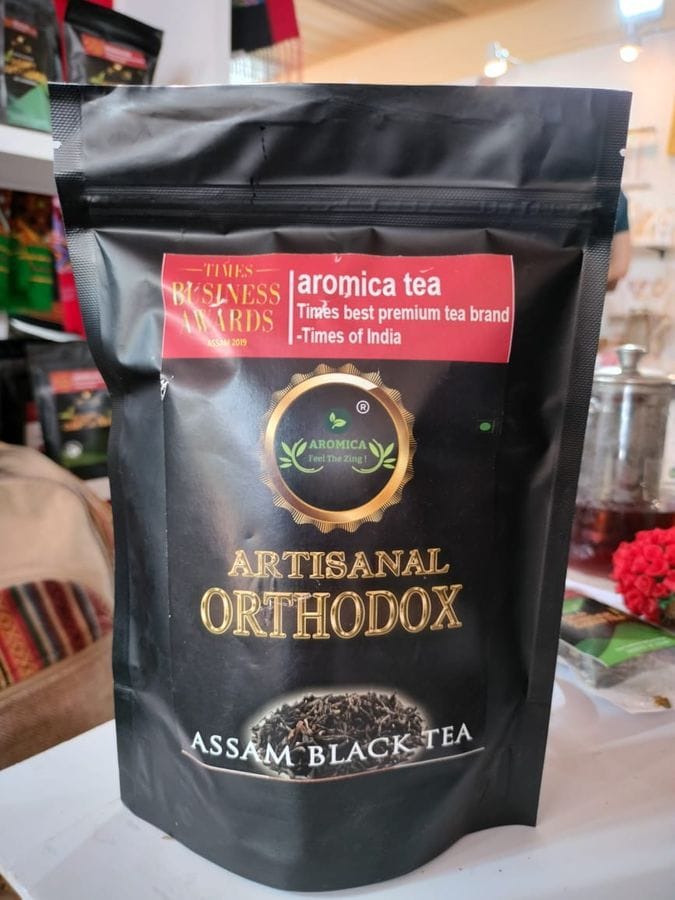 TIMES
BUSINESS
AWARDS
ASSAM 2019
aromica tea
Times best premium tea brand
-Times of India
®
AROMICA
Feel The Zing !
ARTISANAL
ORTHODOX
ASSAM BLACK TEA